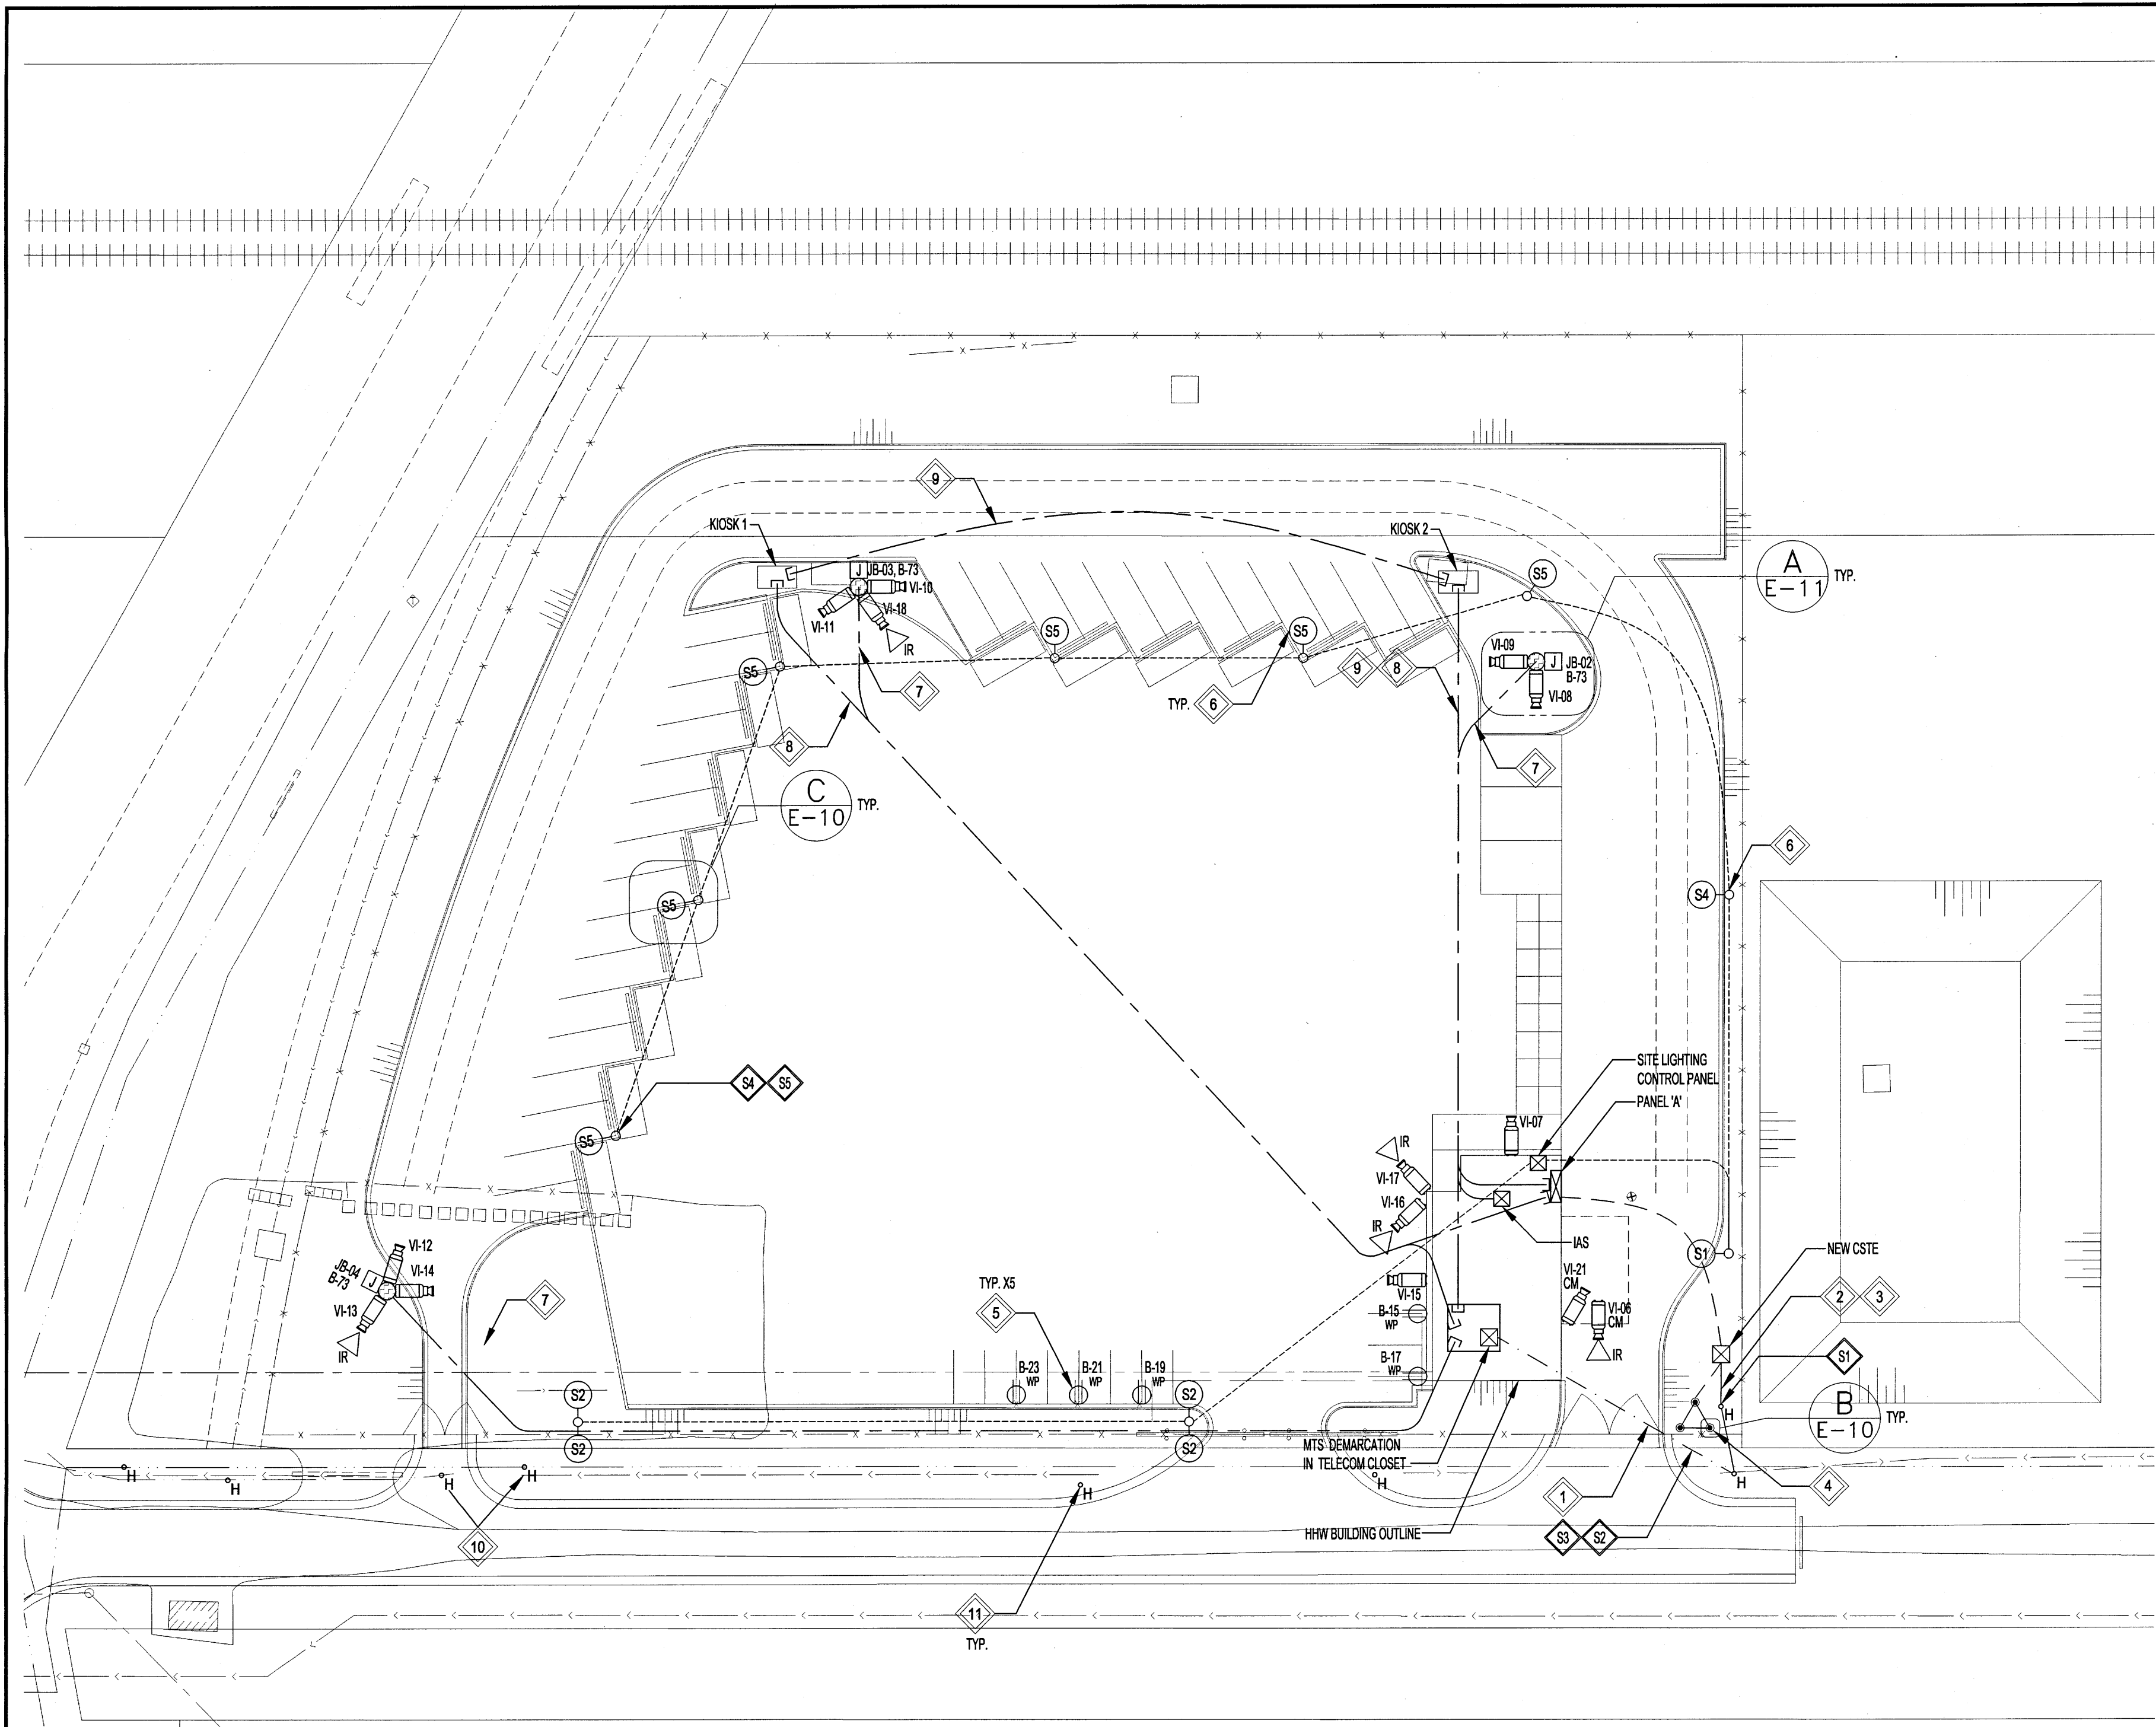 9
KIOSK 1
KIOSK 2
JB-03, B-73
J
VI-10
VI-18
VI-11
IR
S5
A
E-11
TYP.
S5
S5
S5
VI-09
J
JB-02
B-73
VI-08
9
8
7
TYP.
6
8
7
C
E-10
TYP.
6
S4
S5
SITE LIGHTING
CONTROL PANEL
PANEL 'A'
S4
S5
VI-07
IR
VI-17
S5
VI-16
IR
IAS
S1
NEW CSTE
VI-12
JB-04
B-73
J
VI-14
VI-13
IR
7
TYP. X5
5
VI-15
B-15
WP
VI-21
CM
VI-06
CM
IR
2
3
S1
B-23
WP
B-21
WP
B-19
WP
B-17
WP
S2
S2
S2
S2
H
B
E-10
TYP.
MTS DEMARCATION
IN TELECOM CLOSET
H
H
H
H
H
H
H
1
4
10
HHW BUILDING OUTLINE
S3
S2
11
TYP.